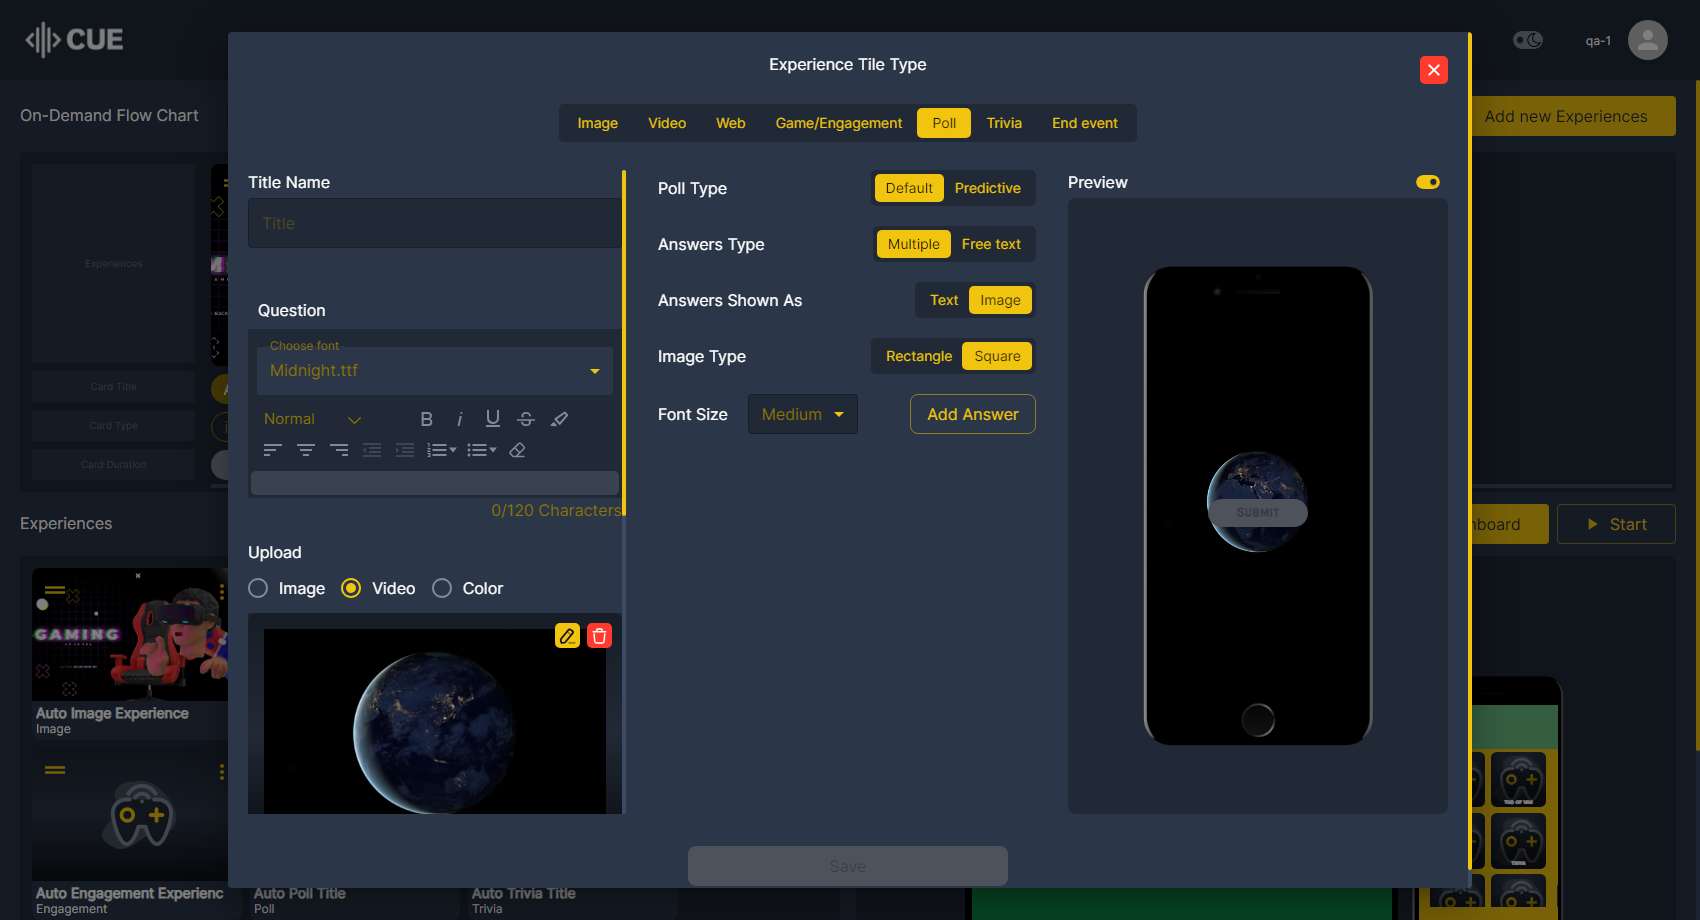 CUE
qa-1
On-Demand Flow Chart
Add new Experiences
Experiences
Card Title
Card Type
Card Duration
Experience Tile Type
Image
Video
Web
Game/Engagement
Poll
Trivia
End event
Title Name
Title
Question
Choose font
Midnight.ttf
Normal
0/120 Characters
Upload
Image
Video
Color
Poll Type
Default
Predictive
Answers Type
Multiple
Free text
Answers Shown As
Text
Image
Image Type
Rectangle
Square
Font Size
Medium
Add Answer
Preview
SUBMIT
Save
Experiences
Start
GAMING
Auto Image Experience
Image
Auto Engagement Experienc
Engagement
Auto Poll Title
Poll
Auto Trivia Title
Trivia
TRIVIA